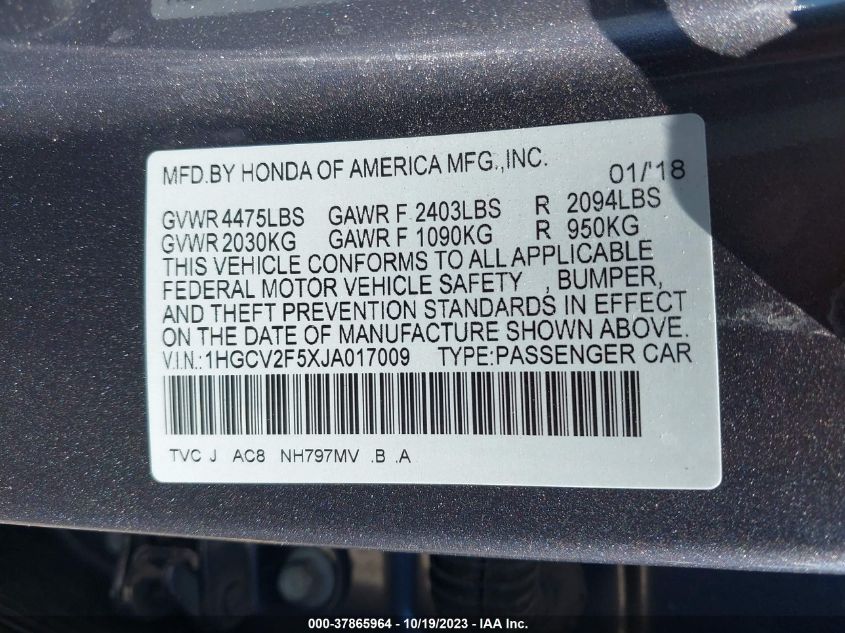 MFD.BY HONDA OF AMERICA MFG.,INC. 01/'18
GVWR 4475LBS GAWR F 2403LBS R 2094LBS
GVWR 2030KG GAWR F 1090KG R 950KG
THIS VEHICLE CONFORMS TO ALL APPLICABLE
FEDERAL MOTOR VEHICLE SAFETY , BUMPER,
AND THEFT PREVENTION STANDARDS IN EFFECT
ON THE DATE OF MANUFACTURE SHOWN ABOVE.
V.I.N.: 1HGCV2F5XJA017009 TYPE:PASSENGER CAR
TVC J AC8 NH797MV .B .A
000-37865964 - 10/19/2023 - IAA Inc.